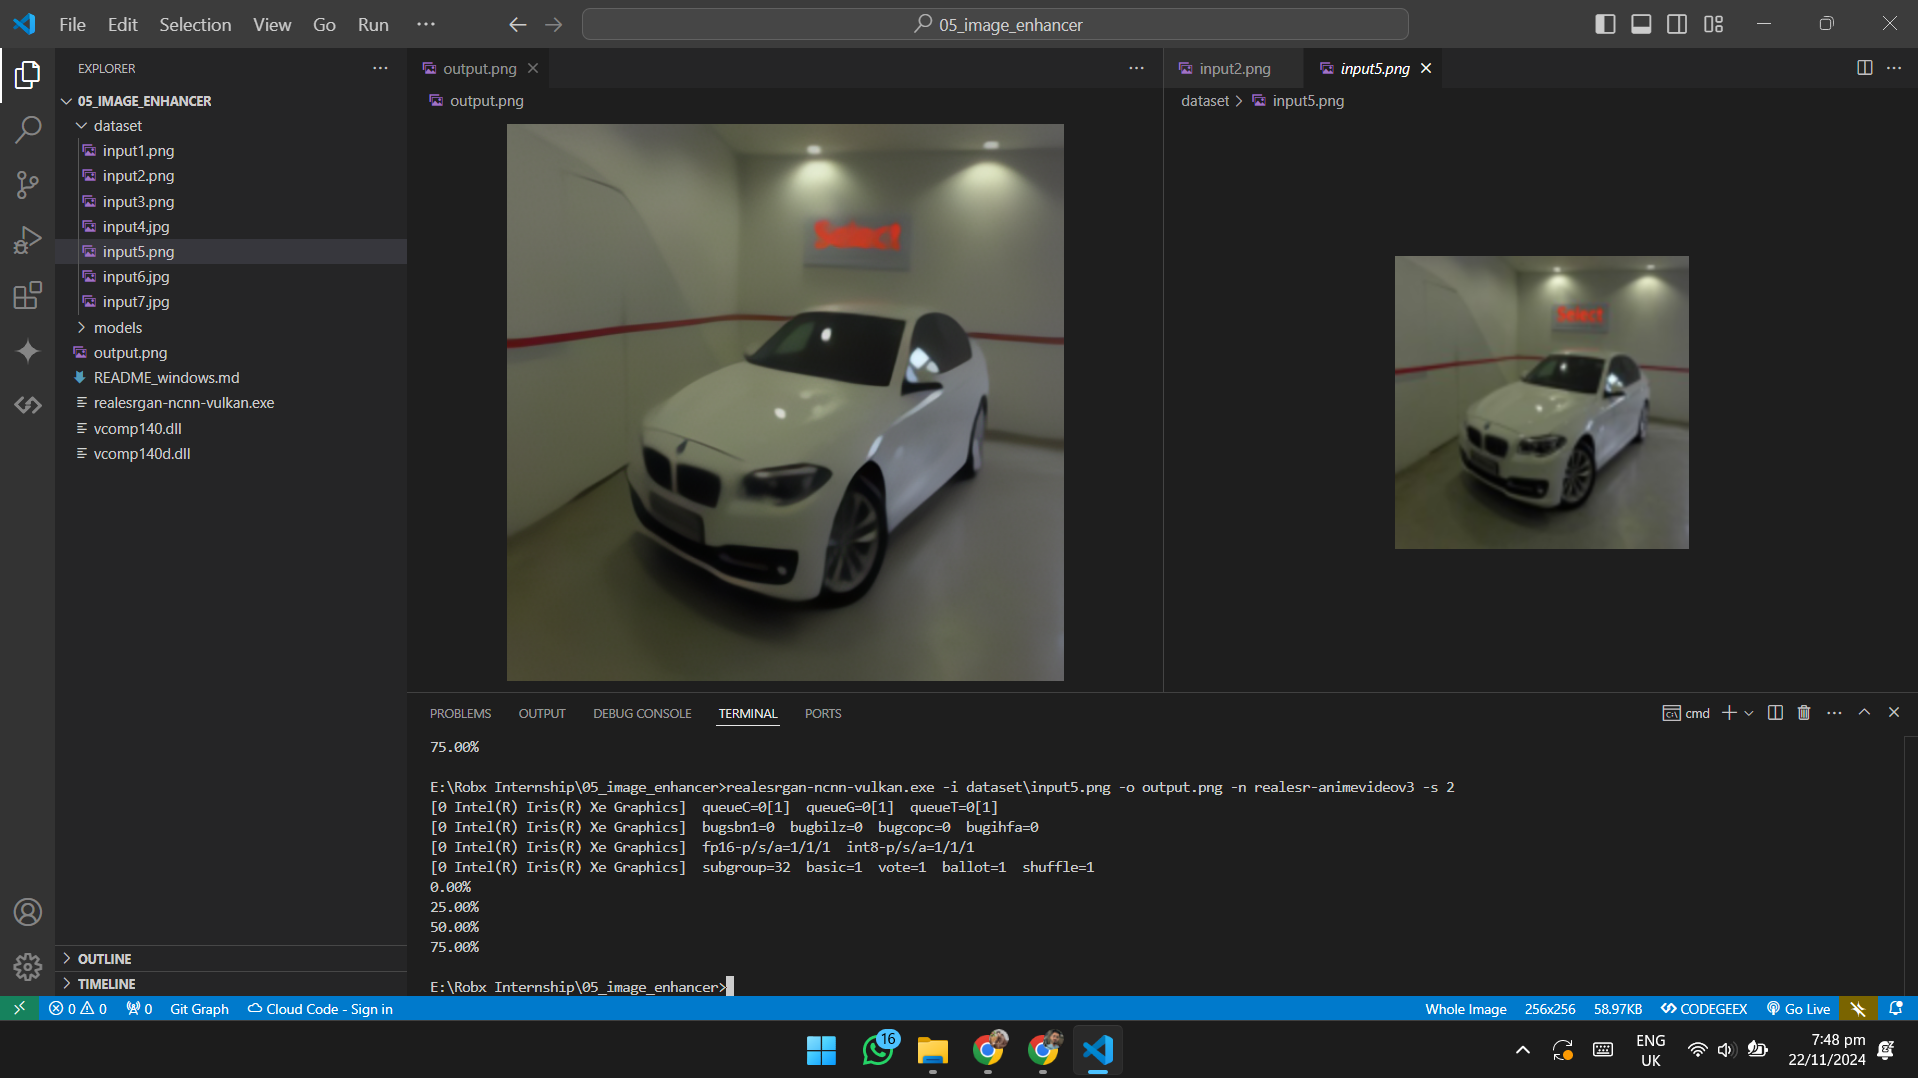 File Edit Selection View Go Run ···
05_image_enhancer
EXPLORER
05_IMAGE_ENHANCER
dataset
input1.png
input2.png
input3.png
input4.jpg
input5.png
input6.jpg
input7.jpg
models
output.png
README_windows.md
realesrgan-ncnn-vulkan.exe
vcomp140.dll
vcomp140d.dll
OUTLINE
TIMELINE
output.png
output.png
Select
input2.png input5.png
dataset > input5.png
Select
PROBLEMS OUTPUT DEBUG CONSOLE TERMINAL PORTS
cmd
75.00%
E:\Robx Internship\05_image_enhancer>realesrgan-ncnn-vulkan.exe -i dataset\input5.png -o output.png -n realesr-animevideov3 -s 2
[0 Intel(R) Iris(R) Xe Graphics] queueC=0[1] queueG=0[1] queueT=0[1]
[0 Intel(R) Iris(R) Xe Graphics] bugsbn1=0 bugbilz=0 bugcopc=0 bugihfa=0
[0 Intel(R) Iris(R) Xe Graphics] fp16-p/s/a=1/1/1 int8-p/s/a=1/1/1
[0 Intel(R) Iris(R) Xe Graphics] subgroup=32 basic=1 vote=1 ballot=1 shuffle=1
0.00%
25.00%
50.00%
75.00%
E:\Robx Internship\05_image_enhancer>
0 0 0 Git Graph Cloud Code - Sign in Whole Image 256x256 58.97KB CODEGEEX Go Live
16
ENG
UK
7:48 pm
22/11/2024